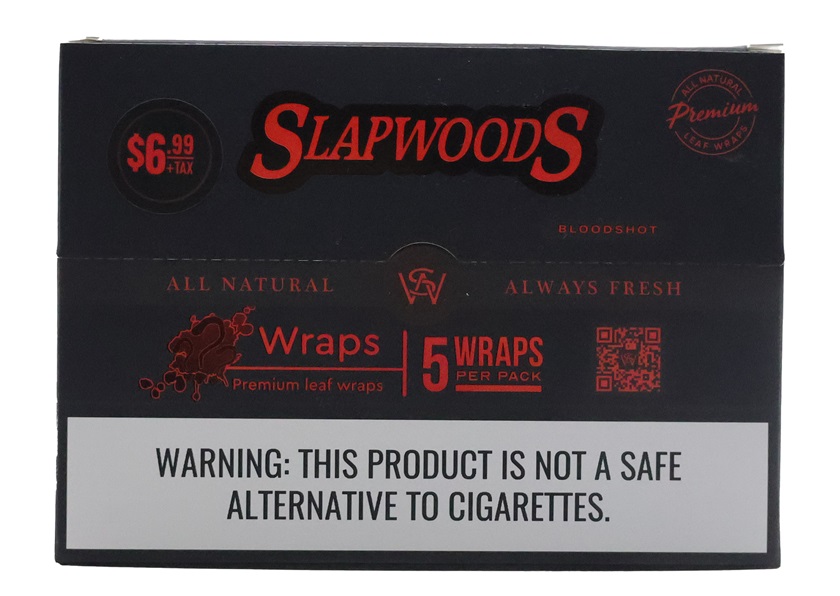 $6.99
+TAX
SLAPWOODS
ALL NATURAL
Premium
LEAF WRAPS
BLOODSHOT
ALL NATURAL
SW
ALWAYS FRESH
Wraps
Premium leaf wraps
5 WRAPS
PER PACK
WARNING: THIS PRODUCT IS NOT A SAFE
ALTERNATIVE TO CIGARETTES.